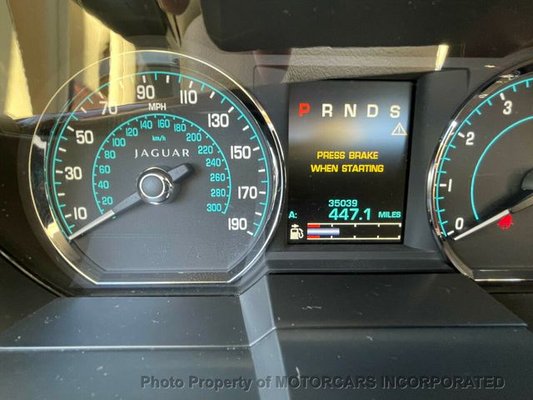 90
70 110
MPH
50 130
120 140 160
100 180
km/h
80 200
JAGUAR
60 220
30 150
240
40 260
170
20 280
10 300
190
P R N D S
PRESS BRAKE
WHEN STARTING
35039
A: 447.1 MILES
3
2
1
0
Photo Property of MOTORCARS INCORPORATED